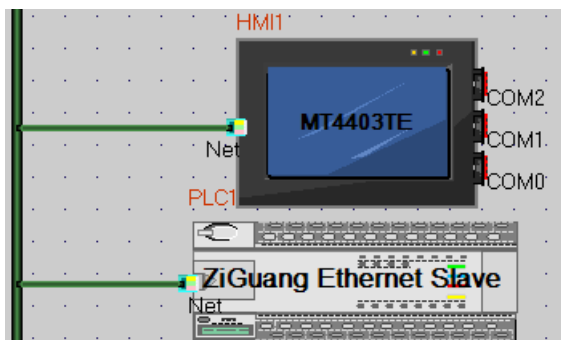 HMI1
MT4403TE
COM2
COM1
COM0
Net
PLC1
ZiGuang Ethernet Slave
Net